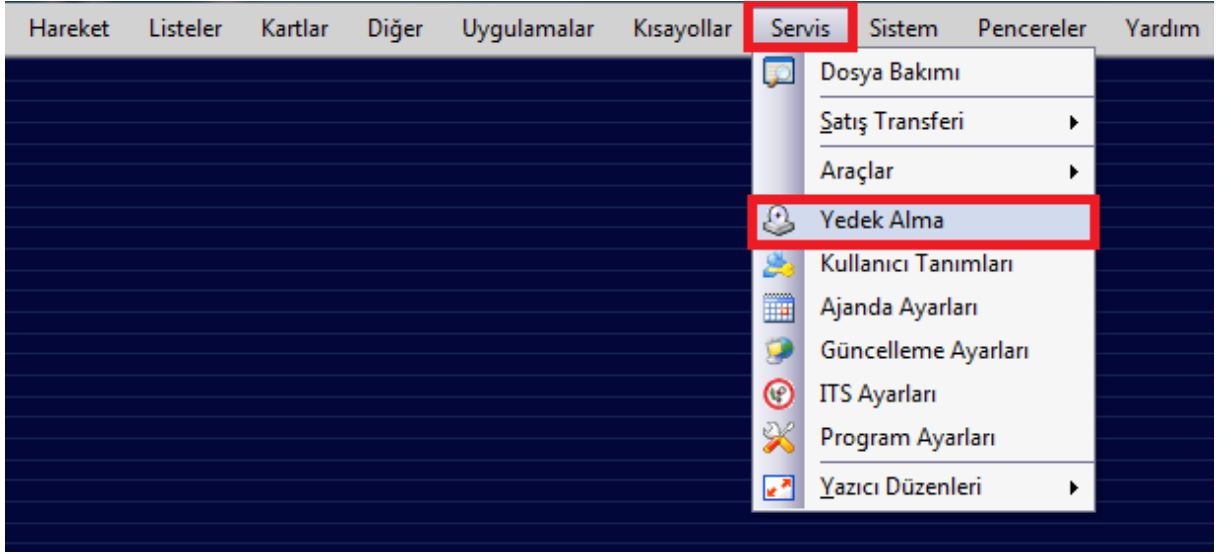 Hareket Listeler Kartlar Diğer Uygulamalar Kısayollar Servis Sistem Pencereler Yardım
Dosya Bakımı
Satış Transferi
Araçlar
Yedek Alma
Kullanıcı Tanımları
Ajanda Ayarları
Güncelleme Ayarları
ITS Ayarları
Program Ayarları
Yazıcı Düzenleri